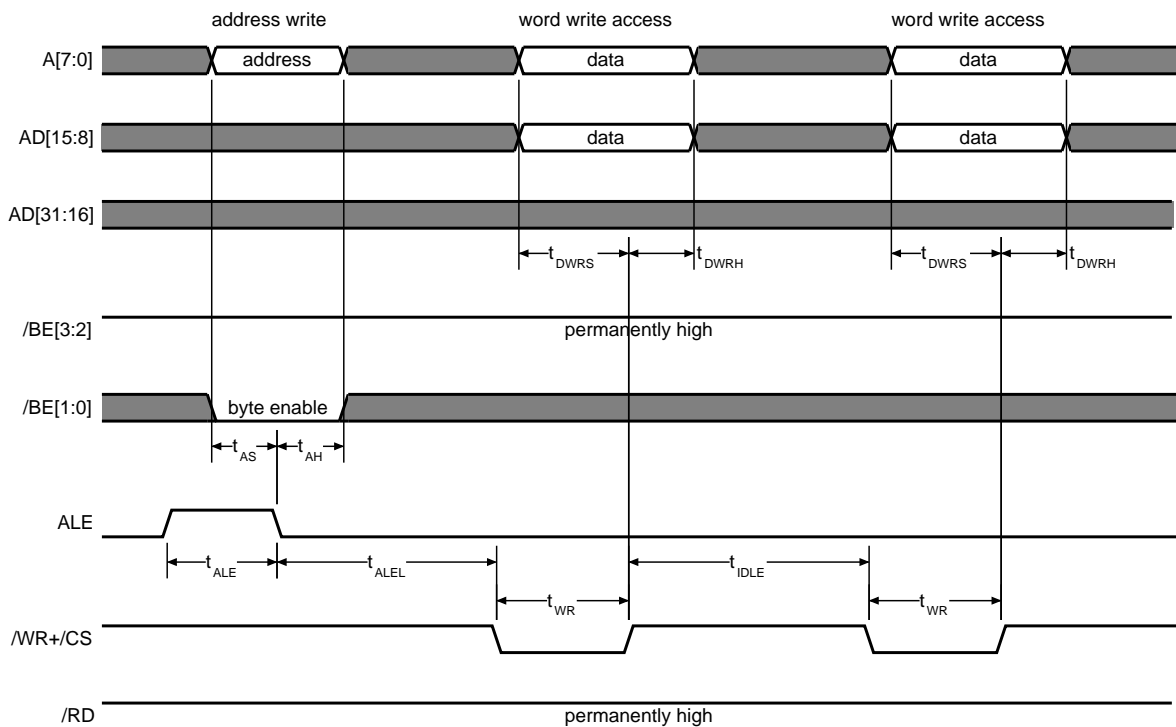 address write word write access word write access
A[7:0] address data data
AD[15:8] data data
AD[31:16]
tDWRS tDWRH tDWRS tDWRH
/BE[3:2] permanently high
/BE[1:0] byte enable
tAS tAH
ALE
tALE tALEL tIDLE
tWR tWR
/WR+/CS
/RD permanently high